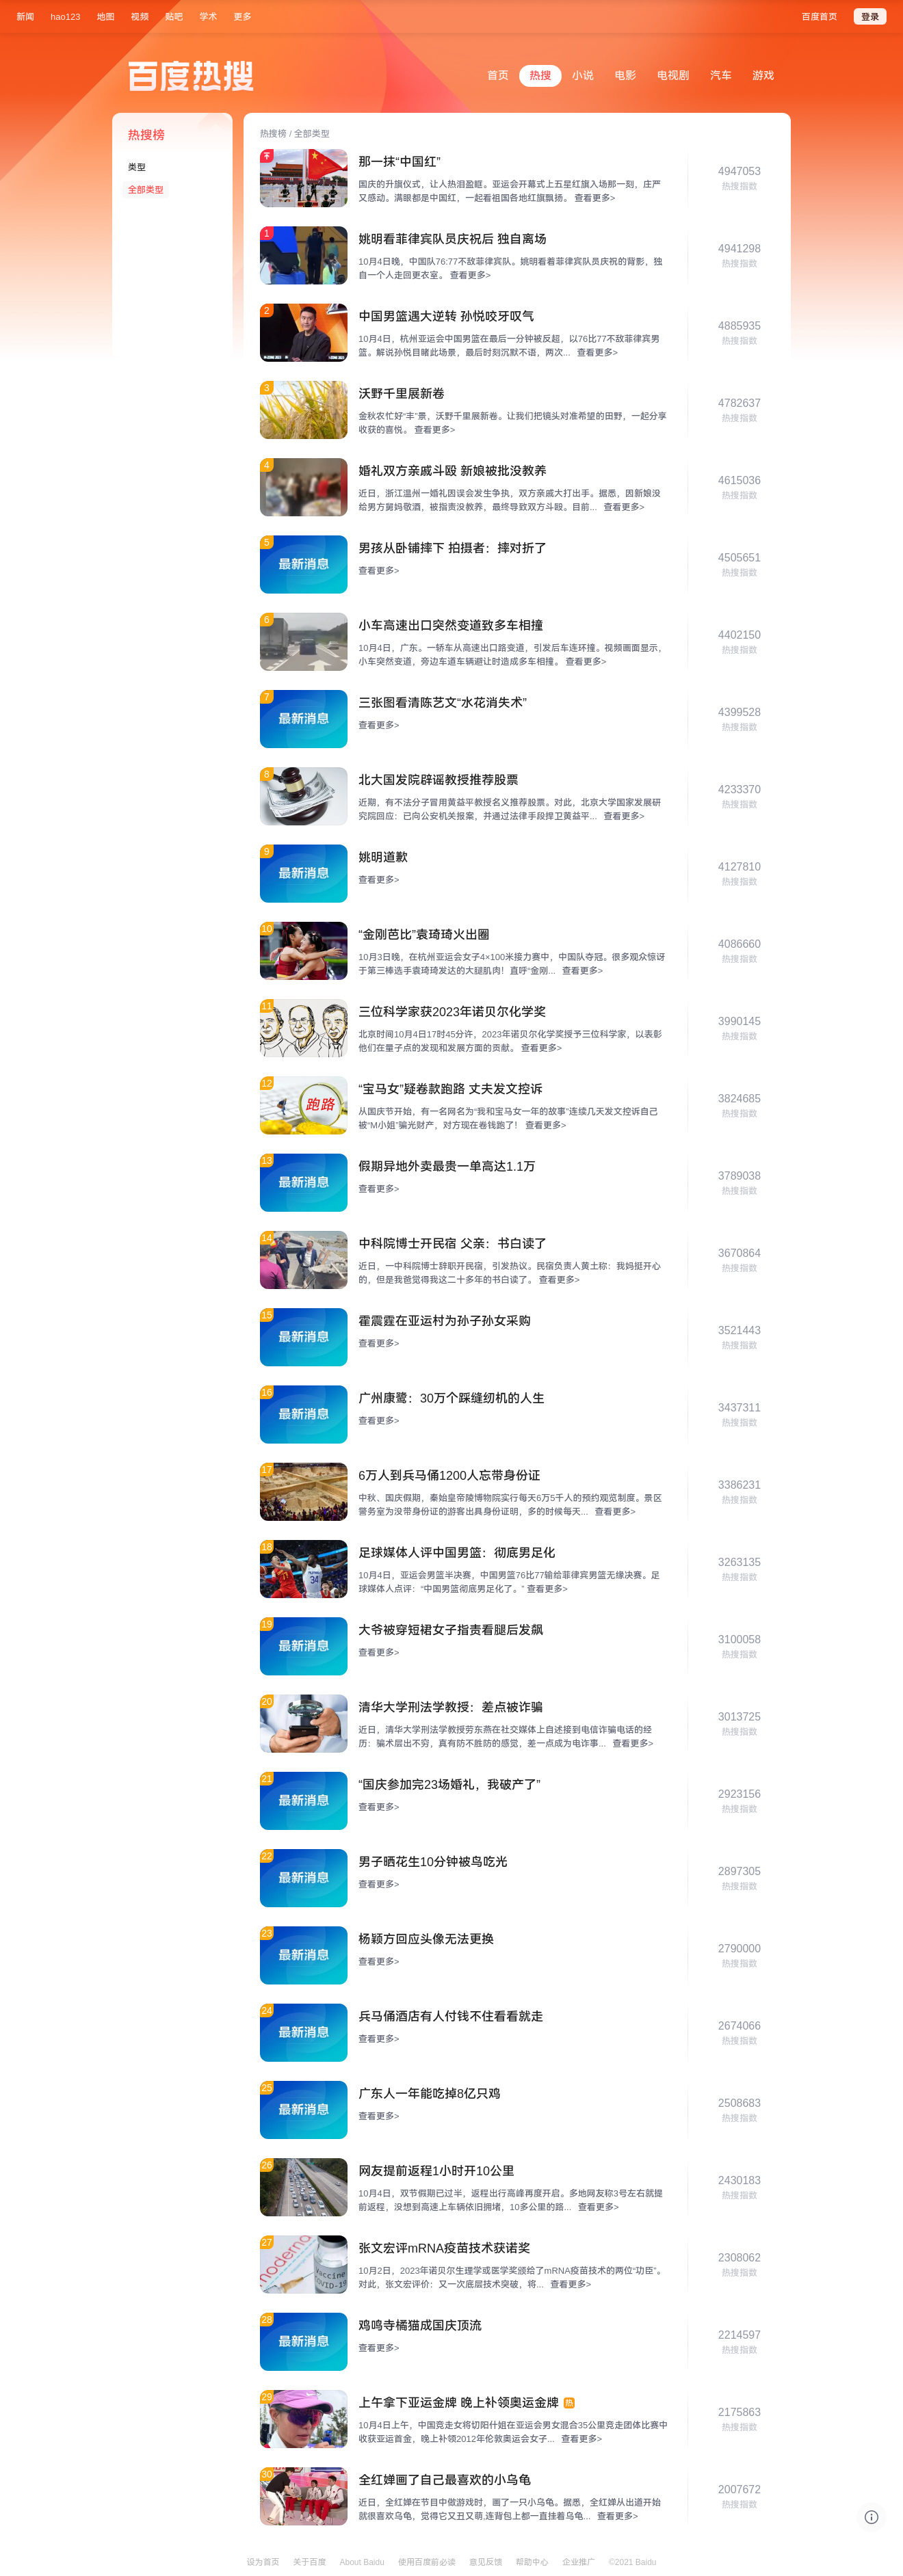 新闻 hao123 地图 视频 贴吧 学术 更多 百度首页 登录
百度热搜
首页 热搜 小说 电影 电视剧 汽车 游戏
热搜榜
类型
全部类型
热搜榜 / 全部类型
那一抹“中国红”
国庆的升旗仪式，让人热泪盈眶。亚运会开幕式上五星红旗入场那一刻，庄严
又感动。满眼都是中国红，一起看祖国各地红旗飘扬。 查看更多>
4947053
热搜指数
1
姚明看菲律宾队员庆祝后 独自离场
10月4日晚，中国队76:77不敌菲律宾队。姚明看着菲律宾队员庆祝的背影，独
自一个人走回更衣室。 查看更多>
4941298
热搜指数
2
中国男篮遇大逆转 孙悦咬牙叹气
10月4日，杭州亚运会中国男篮在最后一分钟被反超，以76比77不敌菲律宾男
篮。解说孙悦目睹此场景，最后时刻沉默不语，两次... 查看更多>
4885935
热搜指数
3
沃野千里展新卷
金秋农忙好“丰”景，沃野千里展新卷。让我们把镜头对准希望的田野，一起分享
收获的喜悦。 查看更多>
4782637
热搜指数
4
婚礼双方亲戚斗殴 新娘被批没教养
近日，浙江温州一婚礼因误会发生争执，双方亲戚大打出手。据悉，因新娘没
给男方舅妈敬酒，被指责没教养，最终导致双方斗殴。目前... 查看更多>
4615036
热搜指数
5
最新消息
男孩从卧铺摔下 拍摄者：摔对折了
查看更多>
4505651
热搜指数
6
小车高速出口突然变道致多车相撞
10月4日，广东。一轿车从高速出口路变道，引发后车连环撞。视频画面显示，
小车突然变道，旁边车道车辆避让时造成多车相撞。 查看更多>
4402150
热搜指数
7
最新消息
三张图看清陈艺文“水花消失术”
查看更多>
4399528
热搜指数
8
北大国发院辟谣教授推荐股票
近期，有不法分子冒用黄益平教授名义推荐股票。对此，北京大学国家发展研
究院回应：已向公安机关报案，并通过法律手段捍卫黄益平... 查看更多>
4233370
热搜指数
9
最新消息
姚明道歉
查看更多>
4127810
热搜指数
10
“金刚芭比”袁琦琦火出圈
10月3日晚，在杭州亚运会女子4×100米接力赛中，中国队夺冠。很多观众惊讶
于第三棒选手袁琦琦发达的大腿肌肉！直呼“金刚... 查看更多>
4086660
热搜指数
11
三位科学家获2023年诺贝尔化学奖
北京时间10月4日17时45分许，2023年诺贝尔化学奖授予三位科学家，以表彰
他们在量子点的发现和发展方面的贡献。 查看更多>
3990145
热搜指数
12
跑路
“宝马女”疑卷款跑路 丈夫发文控诉
从国庆节开始，有一名网名为“我和宝马女一年的故事”连续几天发文控诉自己
被“M小姐”骗光财产，对方现在卷钱跑了！ 查看更多>
3824685
热搜指数
13
最新消息
假期异地外卖最贵一单高达1.1万
查看更多>
3789038
热搜指数
14
中科院博士开民宿 父亲：书白读了
近日，一中科院博士辞职开民宿，引发热议。民宿负责人黄土称：我妈挺开心
的，但是我爸觉得我这二十多年的书白读了。 查看更多>
3670864
热搜指数
15
最新消息
霍震霆在亚运村为孙子孙女采购
查看更多>
3521443
热搜指数
16
最新消息
广州康鹭：30万个踩缝纫机的人生
查看更多>
3437311
热搜指数
17
6万人到兵马俑1200人忘带身份证
中秋、国庆假期，秦始皇帝陵博物院实行每天6万5千人的预约观览制度。景区
警务室为没带身份证的游客出具身份证明，多的时候每天... 查看更多>
3386231
热搜指数
18
34
足球媒体人评中国男篮：彻底男足化
10月4日，亚运会男篮半决赛，中国男篮76比77输给菲律宾男篮无缘决赛。足
球媒体人点评：“中国男篮彻底男足化了。” 查看更多>
3263135
热搜指数
19
最新消息
大爷被穿短裙女子指责看腿后发飙
查看更多>
3100058
热搜指数
20
清华大学刑法学教授：差点被诈骗
近日，清华大学刑法学教授劳东燕在社交媒体上自述接到电信诈骗电话的经
历：骗术层出不穷，真有防不胜防的感觉，差一点成为电诈事... 查看更多>
3013725
热搜指数
21
最新消息
“国庆参加完23场婚礼，我破产了”
查看更多>
2923156
热搜指数
22
最新消息
男子晒花生10分钟被鸟吃光
查看更多>
2897305
热搜指数
23
最新消息
杨颖方回应头像无法更换
查看更多>
2790000
热搜指数
24
最新消息
兵马俑酒店有人付钱不住看看就走
查看更多>
2674066
热搜指数
25
最新消息
广东人一年能吃掉8亿只鸡
查看更多>
2508683
热搜指数
26
网友提前返程1小时开10公里
10月4日，双节假期已过半，返程出行高峰再度开启。多地网友称3号左右就提
前返程，没想到高速上车辆依旧拥堵，10多公里的路... 查看更多>
2430183
热搜指数
27
moderna
Vaccine
张文宏评mRNA疫苗技术获诺奖
10月2日，2023年诺贝尔生理学或医学奖颁给了mRNA疫苗技术的两位“功臣”。
对此，张文宏评价：又一次底层技术突破，将... 查看更多>
2308062
热搜指数
28
最新消息
鸡鸣寺橘猫成国庆顶流
查看更多>
2214597
热搜指数
29
上午拿下亚运金牌 晚上补领奥运金牌 热
10月4日上午，中国竞走女将切阳什姐在亚运会男女混合35公里竞走团体比赛中
收获亚运首金，晚上补领2012年伦敦奥运会女子... 查看更多>
2175863
热搜指数
30
全红婵画了自己最喜欢的小乌龟
近日，全红婵在节目中做游戏时，画了一只小乌龟。据悉，全红婵从出道开始
就很喜欢乌龟，觉得它又丑又萌,连背包上都一直挂着乌龟... 查看更多>
2007672
热搜指数
设为首页 关于百度 About Baidu 使用百度前必读 意见反馈 帮助中心 企业推广 ©2021 Baidu